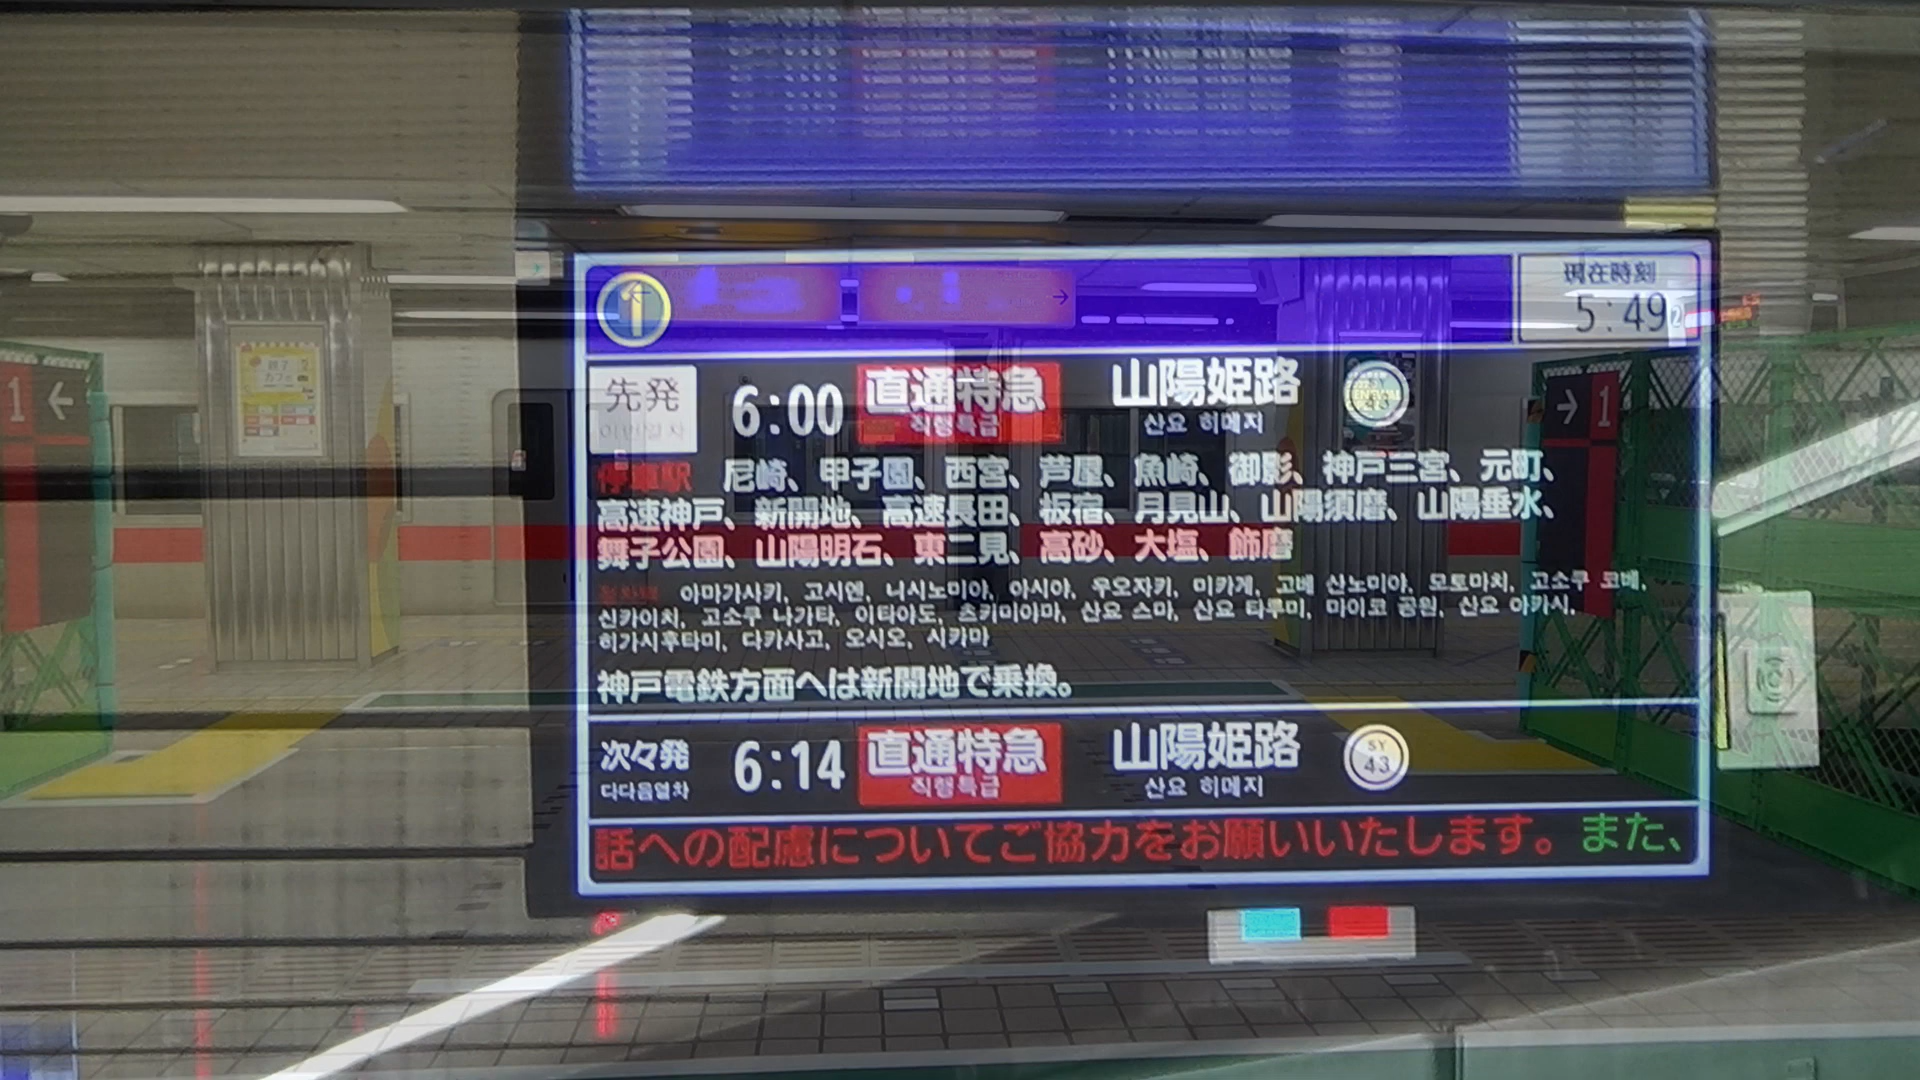 1
現在時刻
5:49
2
← 1
→ 1
先発
이번열차
6:00 直通特急 山陽姫路
직행특급 산요 히메지
停車駅 尼崎、甲子園、西宮、芦屋、魚崎、御影、神戸三宮、元町、
高速神戸、新開地、高速長田、板宿、月見山、山陽須磨、山陽垂水、
舞子公園、山陽明石、東二見、高砂、大塩、飾磨
아마가사키, 고시엔, 니시노미야, 아시야, 우오자키, 미카게, 고베 산노미야, 모토마치, 고소쿠 코베,
신카이치, 고소쿠 나가타, 이타야도, 츠키미야마, 산요 스마, 산요 타루미, 마이코 공원, 산요 아카시,
히가시후타미, 다카사고, 오시오, 시카마
神戸電鉄方面へは新開地で乗換。
次々発 6:14 直通特急 山陽姫路 SY 43
다다음열차 직행특급 산요 히메지
話への配慮についてご協力をお願いいたします。また、